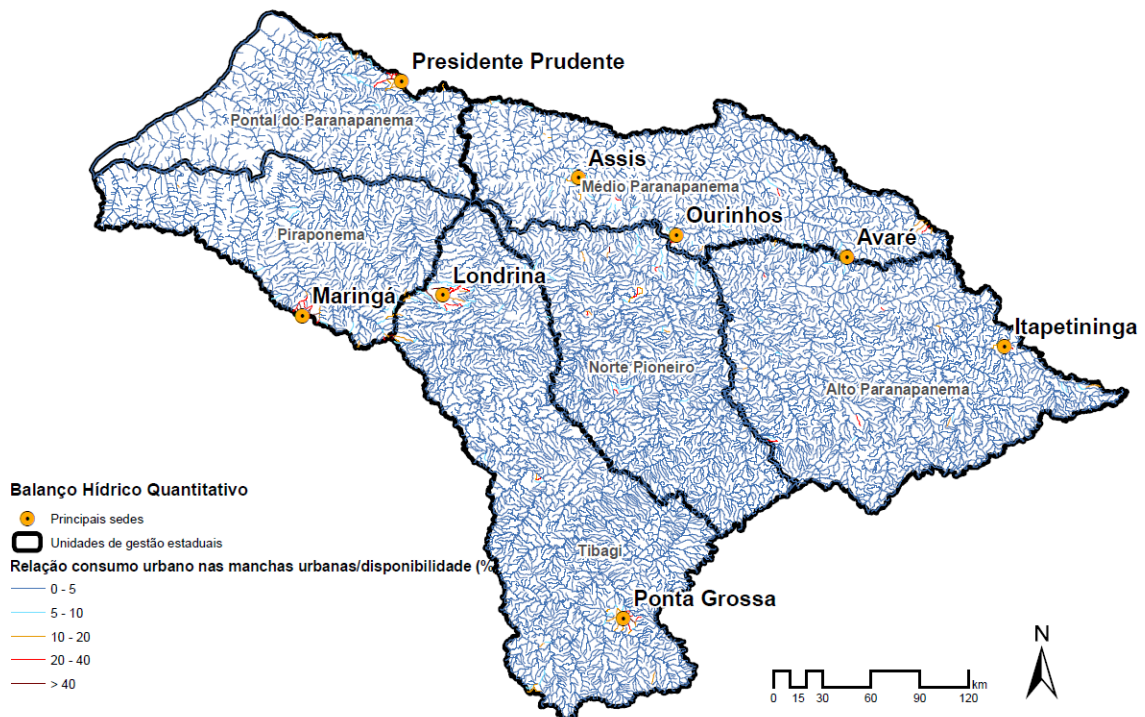 Presidente Prudente
Pontal do Paranapanema
Assis
Médio Paranapanema
Ourinhos
Avaré
Piraponema
Londrina
Maringá
Itapetininga
Norte Pioneiro
Alto Paranapanema
Balanço Hídrico Quantitativo
Principais sedes
Unidades de gestão estaduais
Relação consumo urbano nas manchas urbanas/disponibilidade (%
0 - 5
5 - 10
10 - 20
20 - 40
> 40
Tibagi
Ponta Grossa
N
km
0 15 30 60 90 120